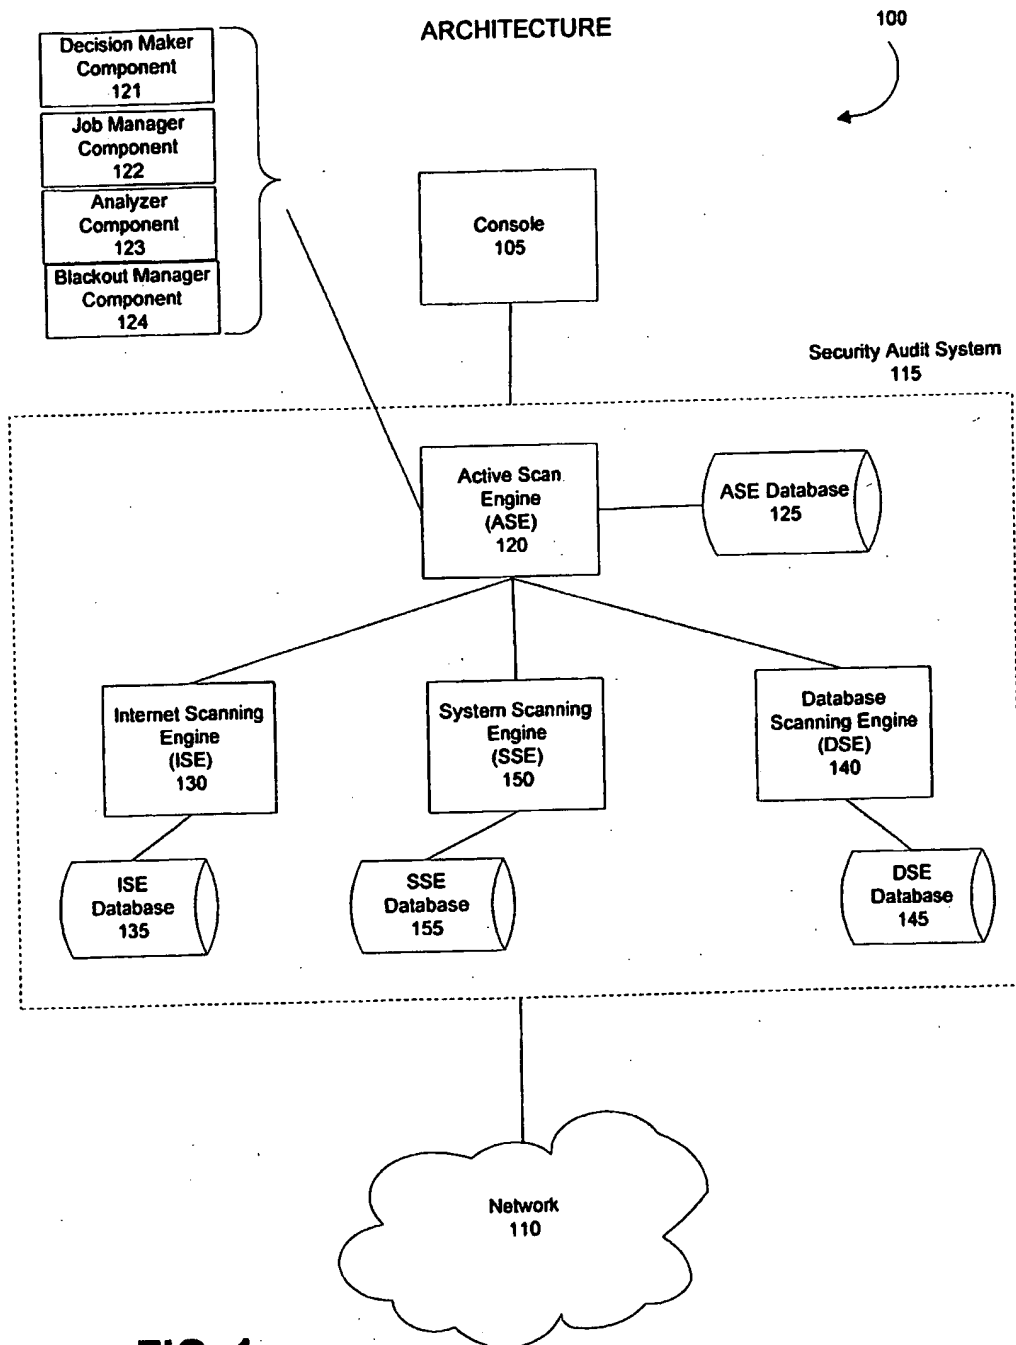 ARCHITECTURE
100
Decision Maker
Component
121
Job Manager
Component
122
Analyzer
Component
123
Blackout Manager
Component
124
Console
105
Security Audit System
115
Active Scan
Engine
(ASE)
120
ASE Database
125
Internet Scanning
Engine
(ISE)
130
System Scanning
Engine
(SSE)
150
Database
Scanning Engine
(DSE)
140
ISE
Database
135
SSE
Database
155
DSE
Database
145
Network
110
FIG. 1